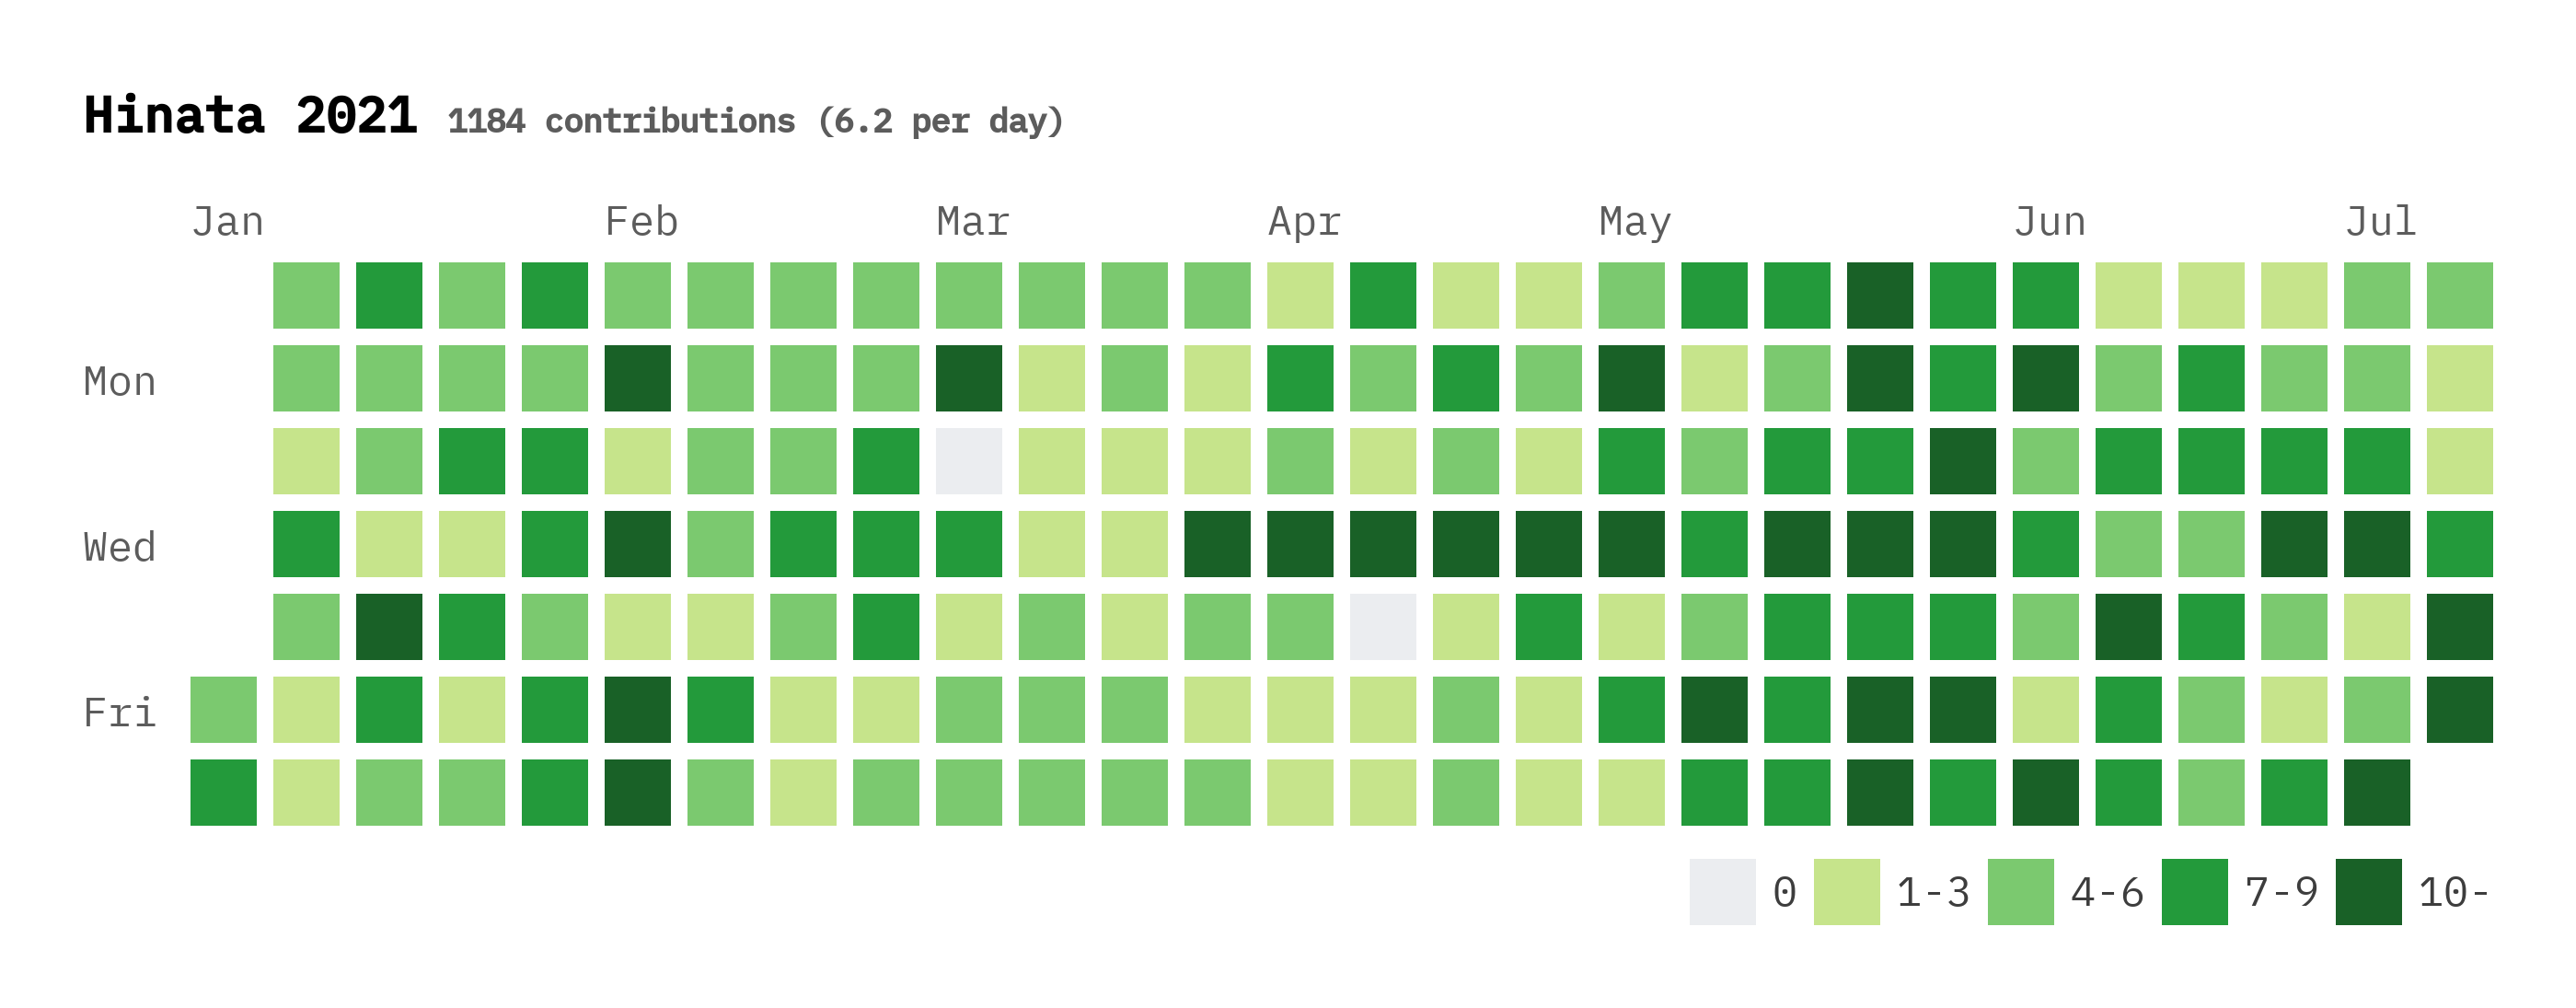 Hinata 2021 1184 contributions (6.2 per day)
Jan Feb Mar Apr May Jun Jul
Mon
Wed
Fri
0 1-3 4-6 7-9 10-